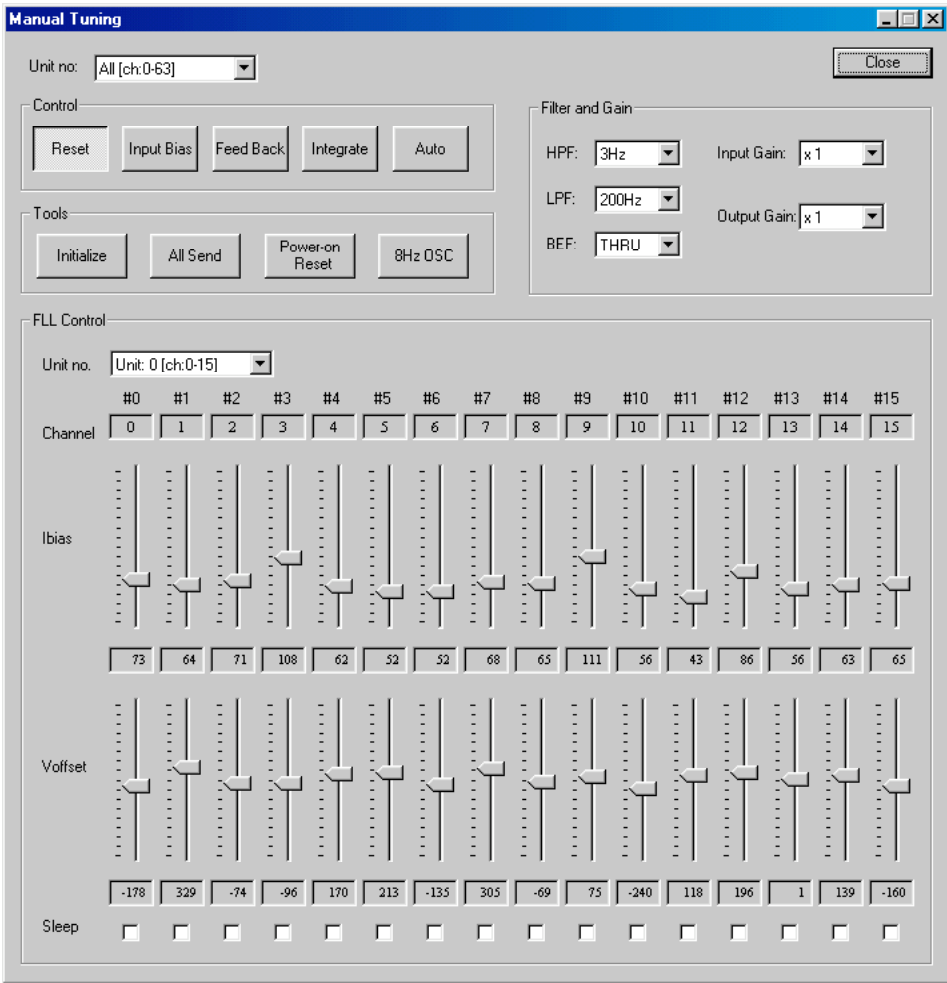 Manual Tuning
Unit no: All [ch:0-63] Close
Control
Reset Input Bias Feed Back Integrate Auto
Filter and Gain
HPF: 3Hz Input Gain: x 1
LPF: 200Hz Output Gain: x 1
BEF: THRU
Tools
Initialize All Send Power-on Reset 8Hz OSC
FLL Control
Unit no. Unit: 0 [ch:0-15]
#0 #1 #2 #3 #4 #5 #6 #7 #8 #9 #10 #11 #12 #13 #14 #15
Channel 0 1 2 3 4 5 6 7 8 9 10 11 12 13 14 15
Ibias
73 64 71 108 62 52 52 68 65 111 56 43 86 56 63 65
Voffset
-178 329 -74 -96 170 213 -135 305 -69 75 -240 118 196 1 139 -160
Sleep